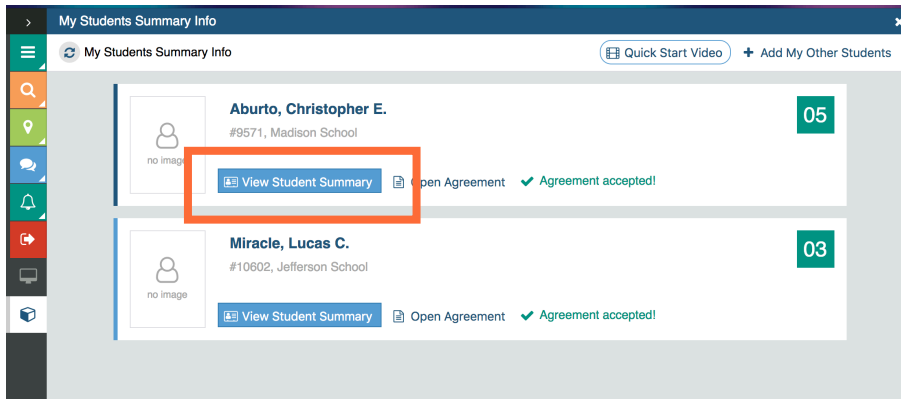 My Students Summary Info
My Students Summary Info
Quick Start Video
Add My Other Students
Aburto, Christopher E.
05
#9571, Madison School
no image
View Student Summary
Open Agreement
Agreement accepted!
Miracle, Lucas C.
03
#10602, Jefferson School
no image
View Student Summary
Open Agreement
Agreement accepted!